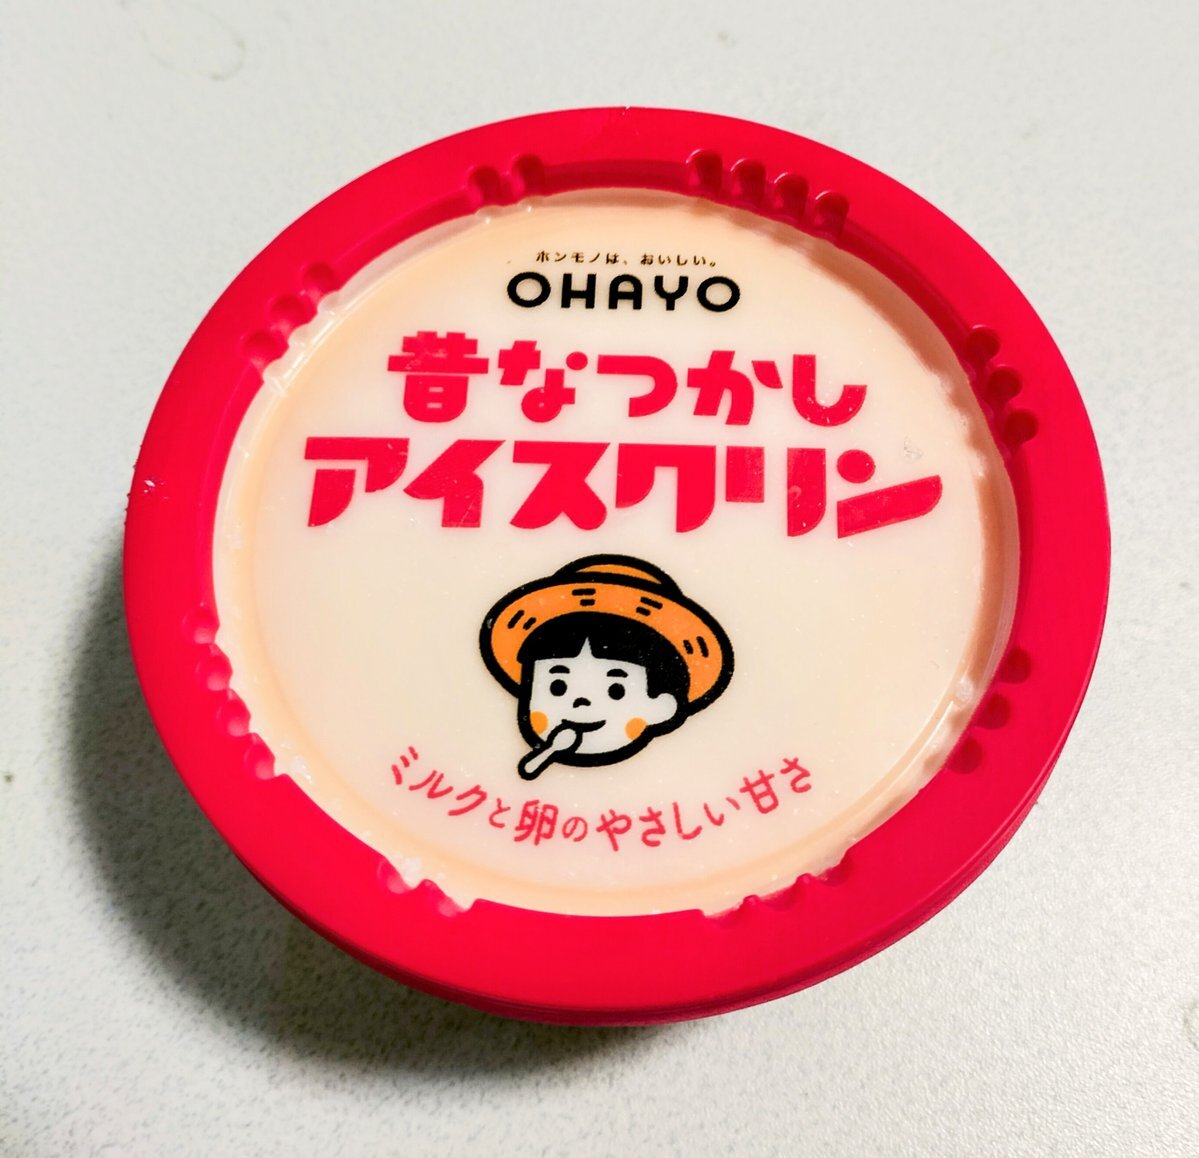 ホンモノは、おいしい。
OHAYO
昔なつかし
アイスクリン
ミルクと卵のやさしい甘さ